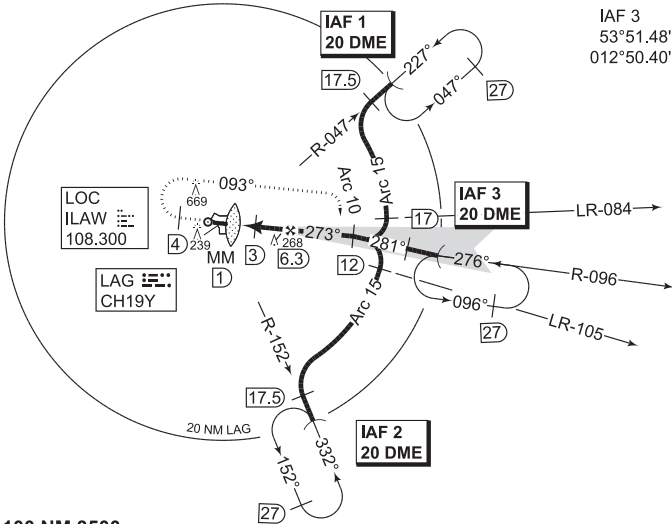 IAF 3
53°51.48'
012°50.40'
IAF 1
20 DME
227°
047°
17.5
27
R-047
Arc 15
Arc 10
093°
669
LOC
ILAW
108.300
IAF 3
20 DME
17
LR-084
4
239
MM
1
3
268
6.3
273°
281°
12
276°
R-096
LAG
CH19Y
096°
27
LR-105
Arc 15
R-152
17.5
20 NM LAG
IAF 2
20 DME
332°
152°
27